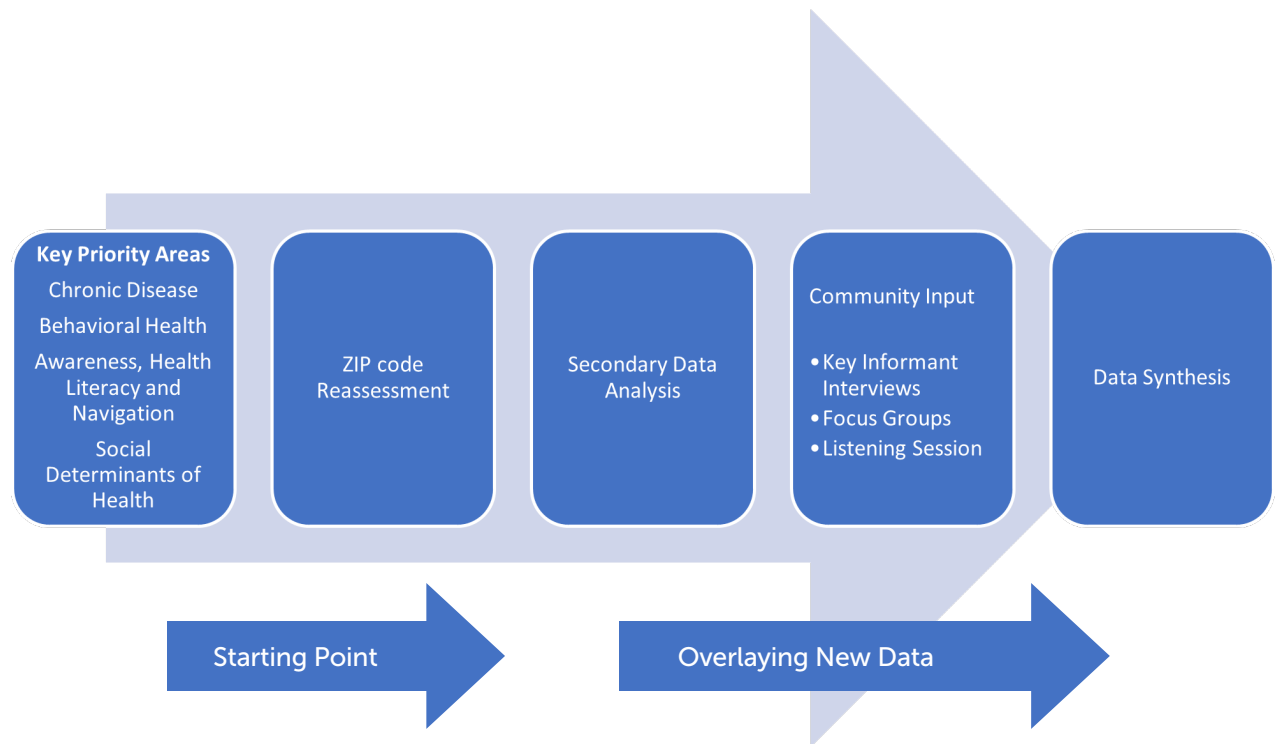 Key Priority Areas
Chronic Disease
Behavioral Health
Awareness, Health
Literacy and
Navigation
Social
Determinants of
Health
ZIP code
Reassessment
Secondary Data
Analysis
Community Input
•Key Informant
Interviews
•Focus Groups
•Listening Session
Data Synthesis
Starting Point
Overlaying New Data